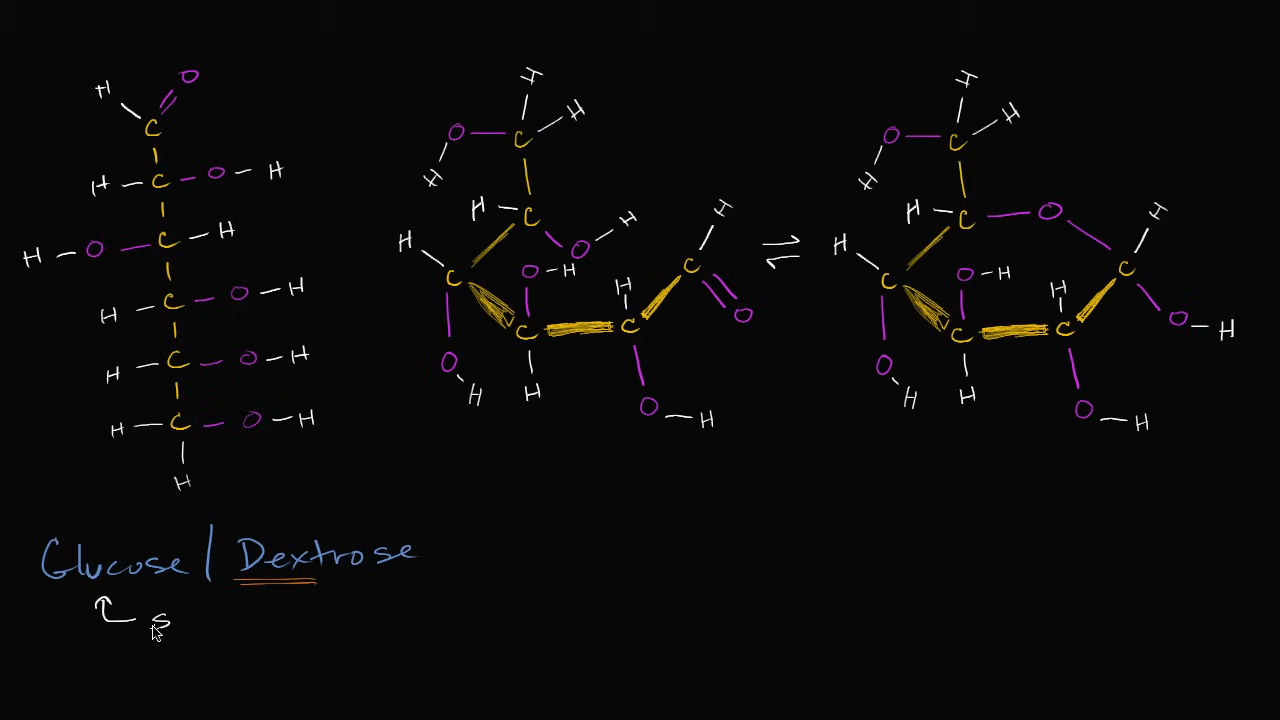 H O
C
H C O H
H O C H
H C O H
H C O H
H C O H
H
H
O C H
H
H C
H O H
C O H C
H
C C O
O H H
H O H
H
O C H
H
H C O H
H C
C O H C
H O H
C C
O H H
H O H
Glucose / Dextrose
s